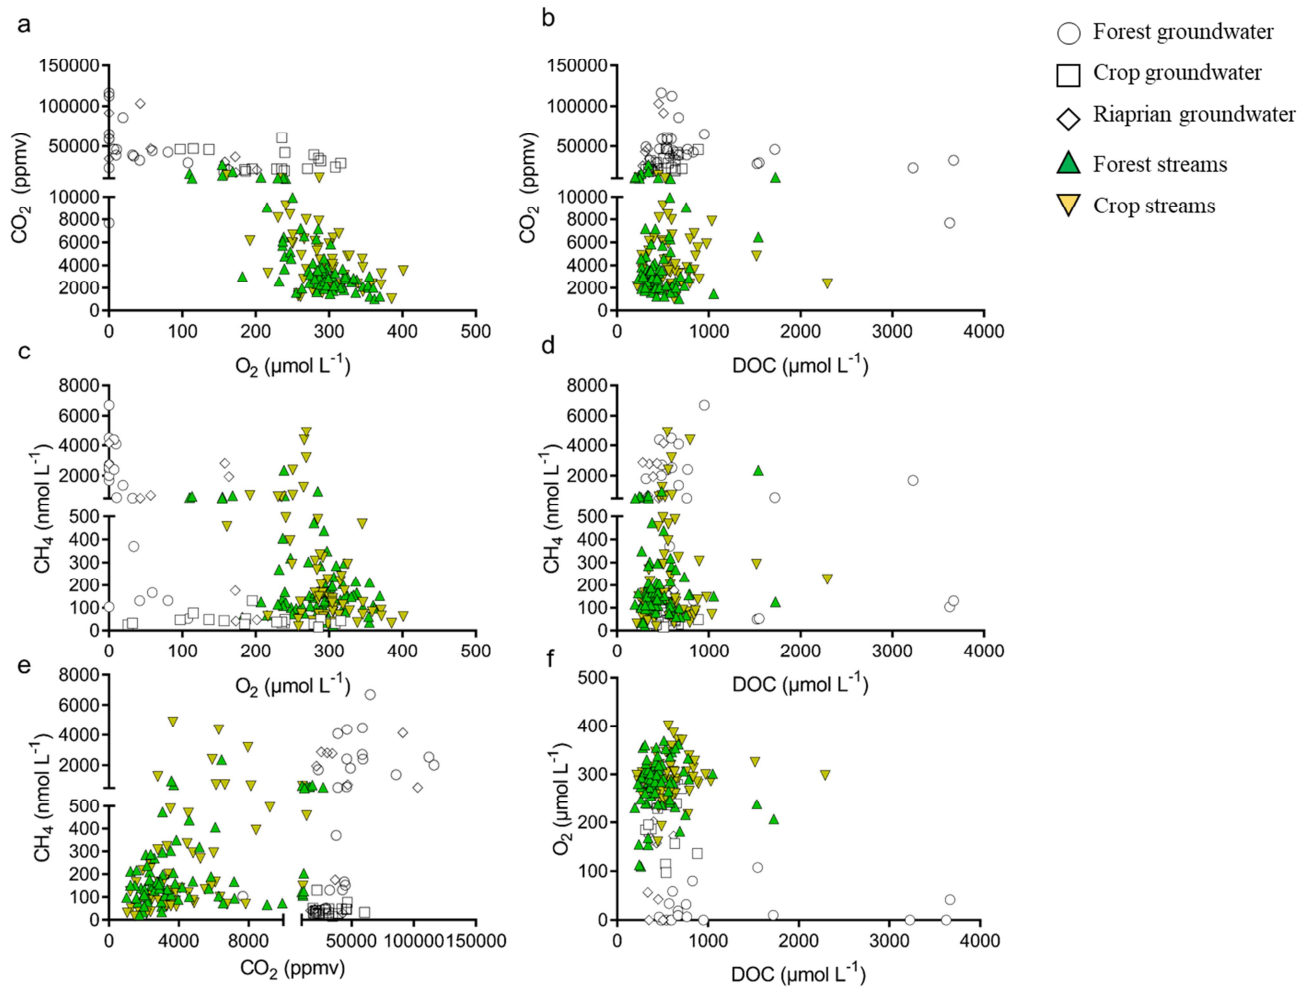 a
150000
100000
50000
10000
8000
6000
4000
2000
0
CO2 (ppmv)
0 100 200 300 400 500
O2 (µmol L-1)
b
150000
100000
50000
10000
8000
6000
4000
2000
0
CO2 (ppmv)
0 1000 2000 3000 4000
DOC (µmol L-1)
Forest groundwater
Crop groundwater
Riaprian groundwater
Forest streams
Crop streams
c
8000
6000
4000
2000
500
400
300
200
100
0
CH4 (nmol L-1)
0 100 200 300 400 500
O2 (µmol L-1)
d
8000
6000
4000
2000
500
400
300
200
100
0
CH4 (nmol L-1)
0 1000 2000 3000 4000
DOC (µmol L-1)
e
8000
6000
4000
2000
500
400
300
200
100
0
CH4 (nmol L-1)
0 4000 8000 50000 100000 150000
CO2 (ppmv)
f
500
400
300
200
100
0
O2 (µmol L-1)
0 1000 2000 3000 4000
DOC (µmol L-1)